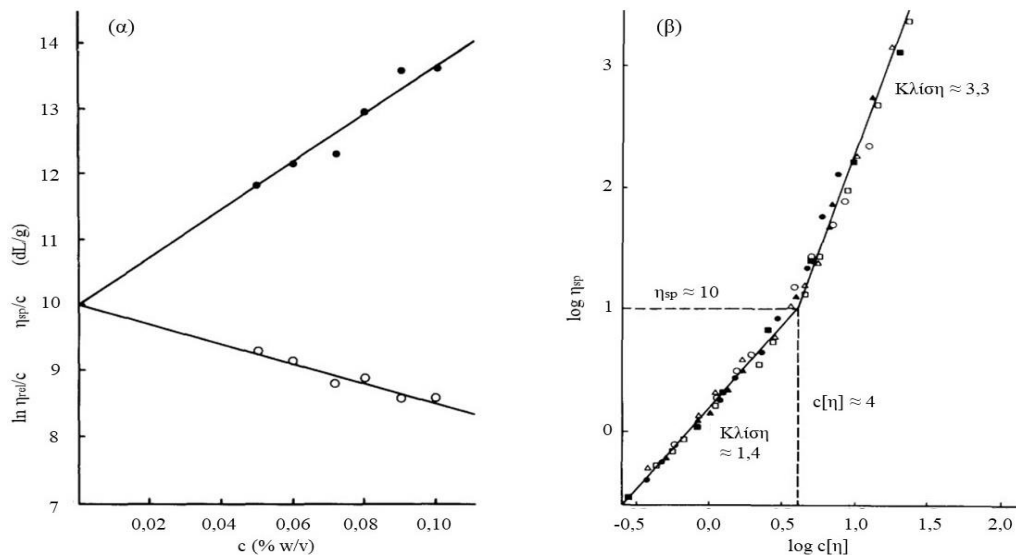 (α)
14
13
12
11
10
9
8
7
ln ηrel/c ηsp/c (dL/g)
0,02 0,04 0,06 0,08 0,10
c (% w/v)
(β)
3
2
1
0
log ηsp
Κλίση ≈ 3,3
ηsp ≈ 10
c[η] ≈ 4
Κλίση
≈ 1,4
-0,5 0,0 0,5 1,0 1,5 2,0
log c[η]